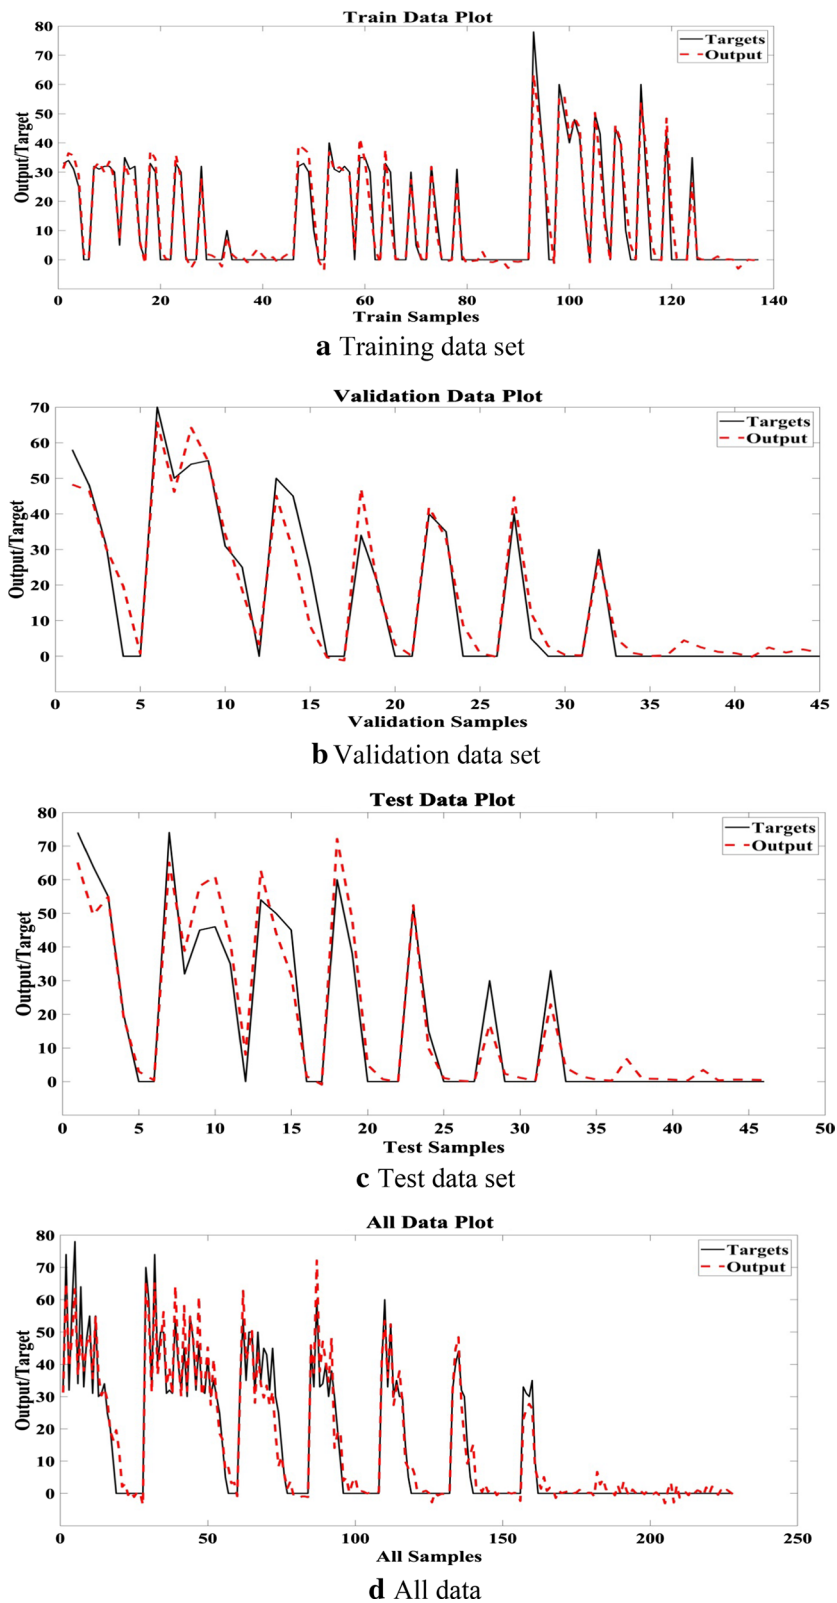 Train Data Plot
80
70
60
50
40
30
20
10
0
Output/Target
Targets
Output
0 20 40 60 80 100 120 140
Train Samples
a Training data set
Validation Data Plot
70
60
50
40
30
20
10
0
Output/Target
Targets
Output
0 5 10 15 20 25 30 35 40 45
Validation Samples
b Validation data set
Test Data Plot
80
70
60
50
40
30
20
10
0
Output/Target
Targets
Output
0 5 10 15 20 25 30 35 40 45 50
Test Samples
c Test data set
All Data Plot
80
70
60
50
40
30
20
10
0
Output/Target
Targets
Output
0 50 100 150 200 250
All Samples
d All data